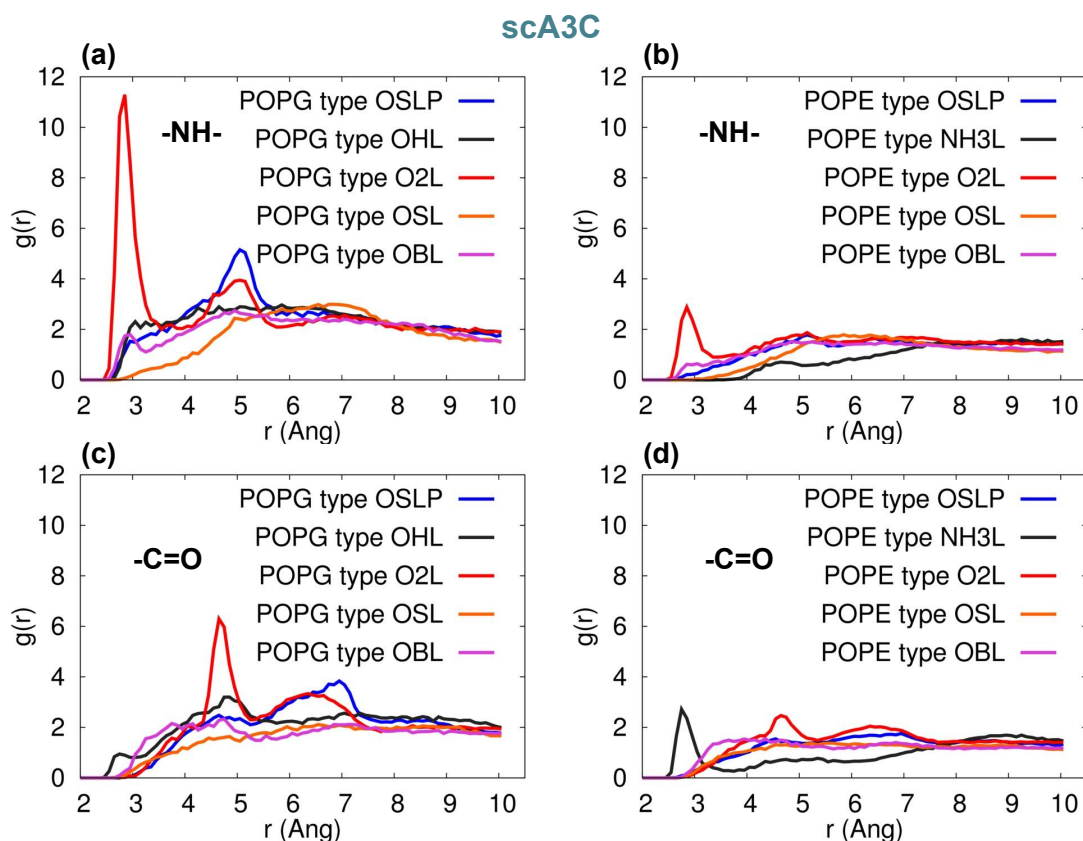 scA3C
(a)
12
10
8
6
4
2
0
g(r)
-NH-
POPG type OSLP
POPG type OHL
POPG type O2L
POPG type OSL
POPG type OBL
2 3 4 5 6 7 8 9 10
r (Ang)
(b)
12
10
8
6
4
2
0
g(r)
-NH-
POPE type OSLP
POPE type NH3L
POPE type O2L
POPE type OSL
POPE type OBL
2 3 4 5 6 7 8 9 10
r (Ang)
(c)
12
10
8
6
4
2
0
g(r)
-C=O
POPG type OSLP
POPG type OHL
POPG type O2L
POPG type OSL
POPG type OBL
2 3 4 5 6 7 8 9 10
r (Ang)
(d)
12
10
8
6
4
2
0
g(r)
-C=O
POPE type OSLP
POPE type NH3L
POPE type O2L
POPE type OSL
POPE type OBL
2 3 4 5 6 7 8 9 10
r (Ang)